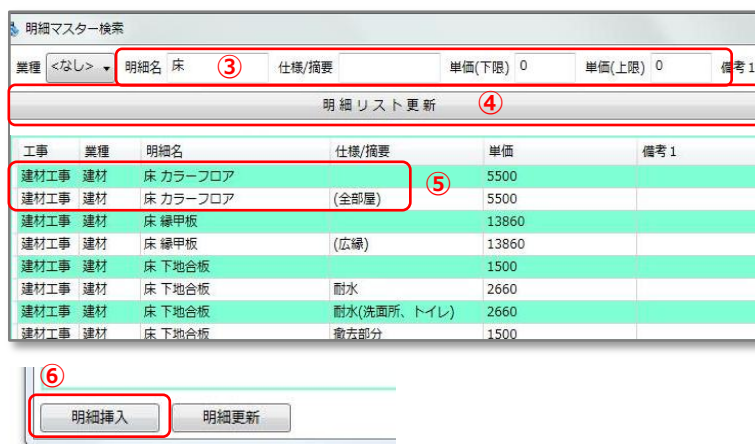 明細マスター検索
業種 <なし> 明細名 床 ③ 仕様/摘要 単価(下限) 0 単価(上限) 0 備考1
明細リスト更新 ④
工事 業種 明細名 仕様/摘要 単価 備考1
建材工事 建材 床 カラーフロア 5500
⑤
建材工事 建材 床 カラーフロア (全部屋) 5500
建材工事 建材 床 縁甲板 13860
建材工事 建材 床 縁甲板 (広縁) 13860
建材工事 建材 床 下地合板 1500
建材工事 建材 床 下地合板 耐水 2660
建材工事 建材 床 下地合板 耐水(洗面所、トイレ) 2660
建材工事 建材 床 下地合板 撤去部分 1500
⑥
明細挿入 明細更新